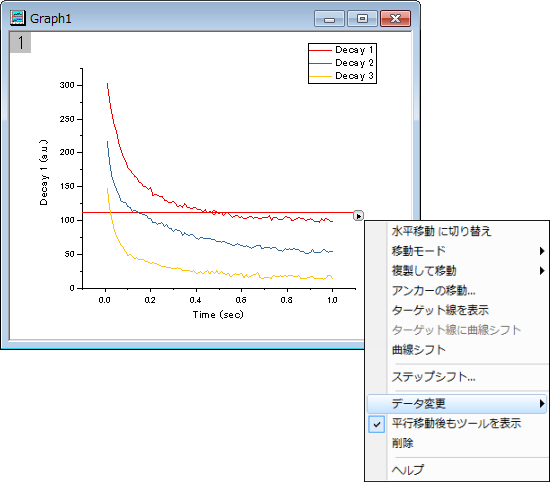 Graph1
1
Decay 1
Decay 2
Decay 3
300
250
200
150
100
50
0
Decay 1 (a.u.)
0.0 0.2 0.4 0.6 0.8 1.0
Time (sec)
水平移動 に切り替え
移動モード
複製して移動
アンカーの移動...
ターゲット線を表示
ターゲット線に曲線シフト
曲線シフト
ステップシフト...
データ変更
平行移動後もツールを表示
削除
ヘルプ